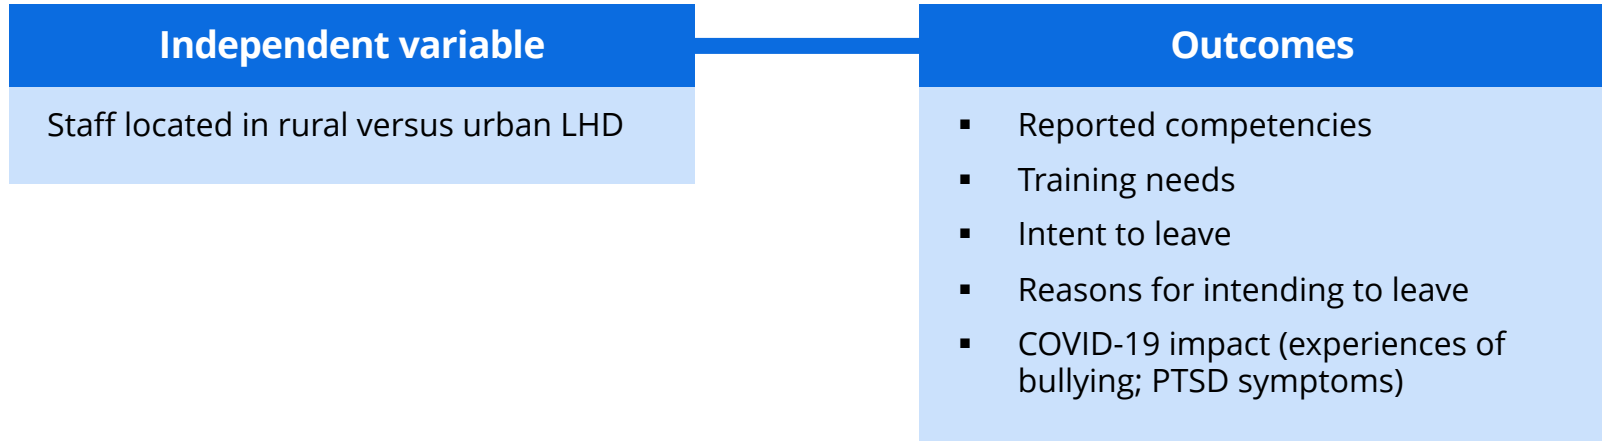 Independent variable
Staff located in rural versus urban LHD
Outcomes
▪ Reported competencies
▪ Training needs
▪ Intent to leave
▪ Reasons for intending to leave
▪ COVID-19 impact (experiences of
bullying; PTSD symptoms)